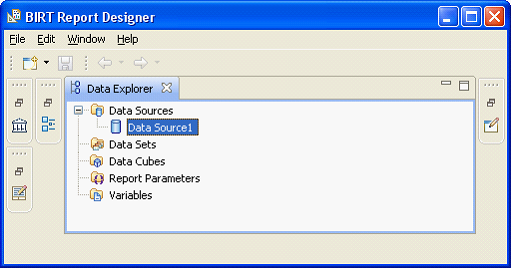 BIRT Report Designer
File Edit Window Help
Data Explorer
Data Sources
Data Source1
Data Sets
Data Cubes
Report Parameters
Variables